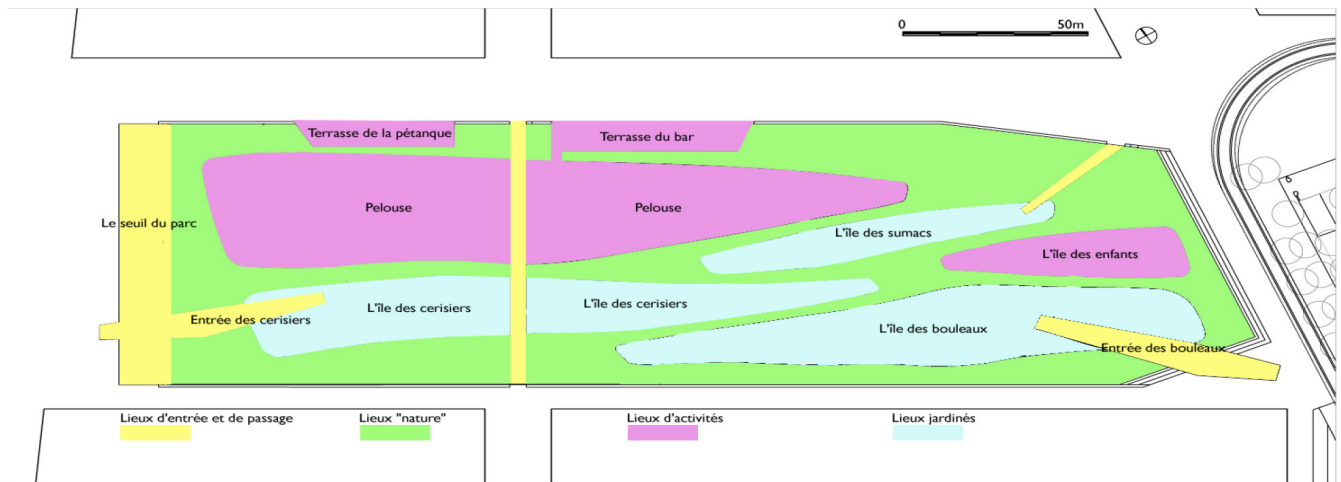 0 50m
Terrasse de la pétanque
Terrasse du bar
Pelouse
Pelouse
Le seuil du parc
L'île des sumacs
L'île des enfants
L'île des cerisiers
L'île des cerisiers
Entrée des cerisiers
L'île des bouleaux
Entrée des bouleaux
Lieux d'entrée et de passage
Lieux "nature"
Lieux d'activités
Lieux jardinés